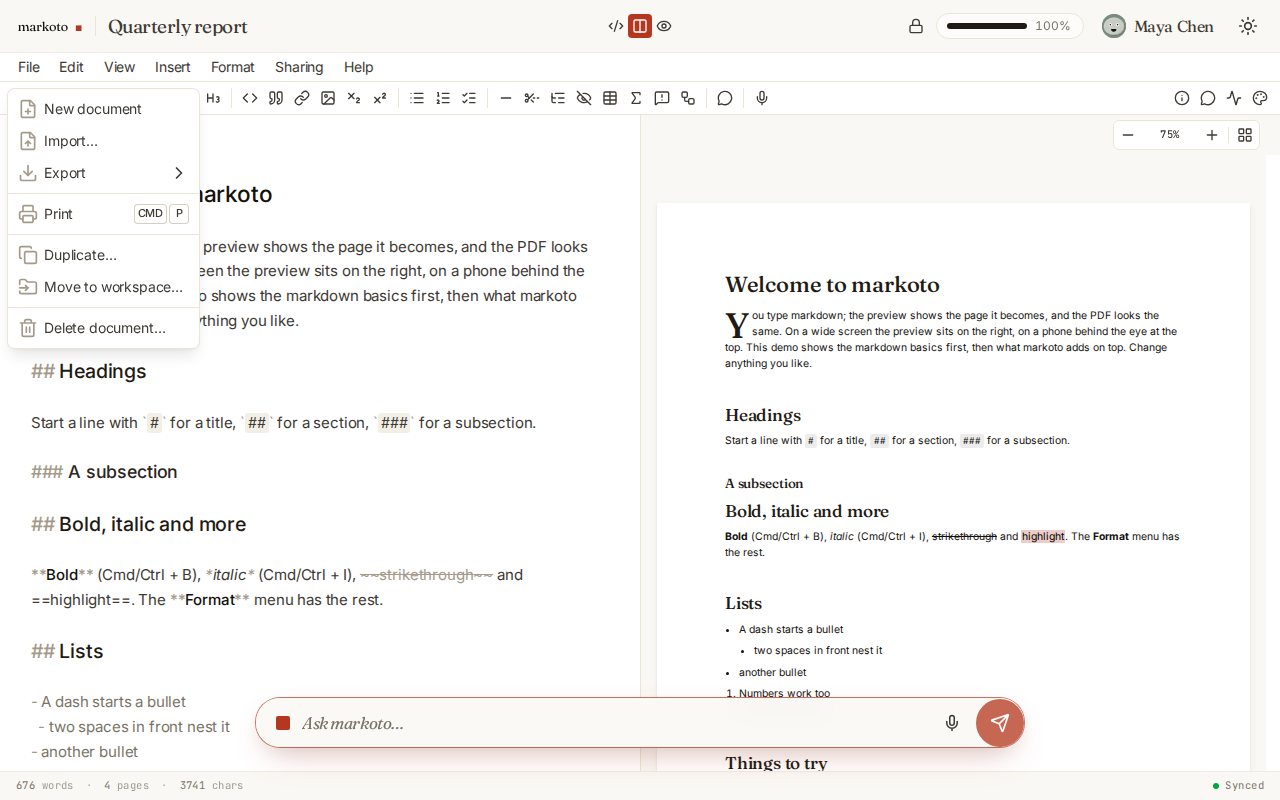 markoto
Quarterly report
100%
Maya Chen
File Edit View Insert Format Sharing Help
New document
Import...
Export
Print CMD P
Duplicate...
Move to workspace...
Delete document...
H3
75%
markoto
preview shows the page it becomes, and the PDF looks
the preview sits on the right, on a phone behind the
shows the markdown basics first, then what markoto
you like.
## Headings
Start a line with `#` for a title, `##` for a section, `###` for a subsection.
### A subsection
## Bold, italic and more
**Bold** (Cmd/Ctrl + B), *italic* (Cmd/Ctrl + I), ~~strikethrough~~ and
==highlight==. The **Format** menu has the rest.
## Lists
- A dash starts a bullet
- two spaces in front nest it
- another bullet
Welcome to markoto
You type markdown; the preview shows the page it becomes, and the PDF looks the
same. On a wide screen the preview sits on the right, on a phone behind the eye at the
top. This demo shows the markdown basics first, then what markoto adds on top. Change
anything you like.
Headings
Start a line with # for a title, ## for a section, ### for a subsection.
A subsection
Bold, italic and more
Bold (Cmd/Ctrl + B), italic (Cmd/Ctrl + I), strikethrough and highlight. The Format menu has
the rest.
Lists
• A dash starts a bullet
• two spaces in front nest it
• another bullet
1. Numbers work too
Things to try
Ask markoto...
676 words · 4 pages · 3741 chars
Synced